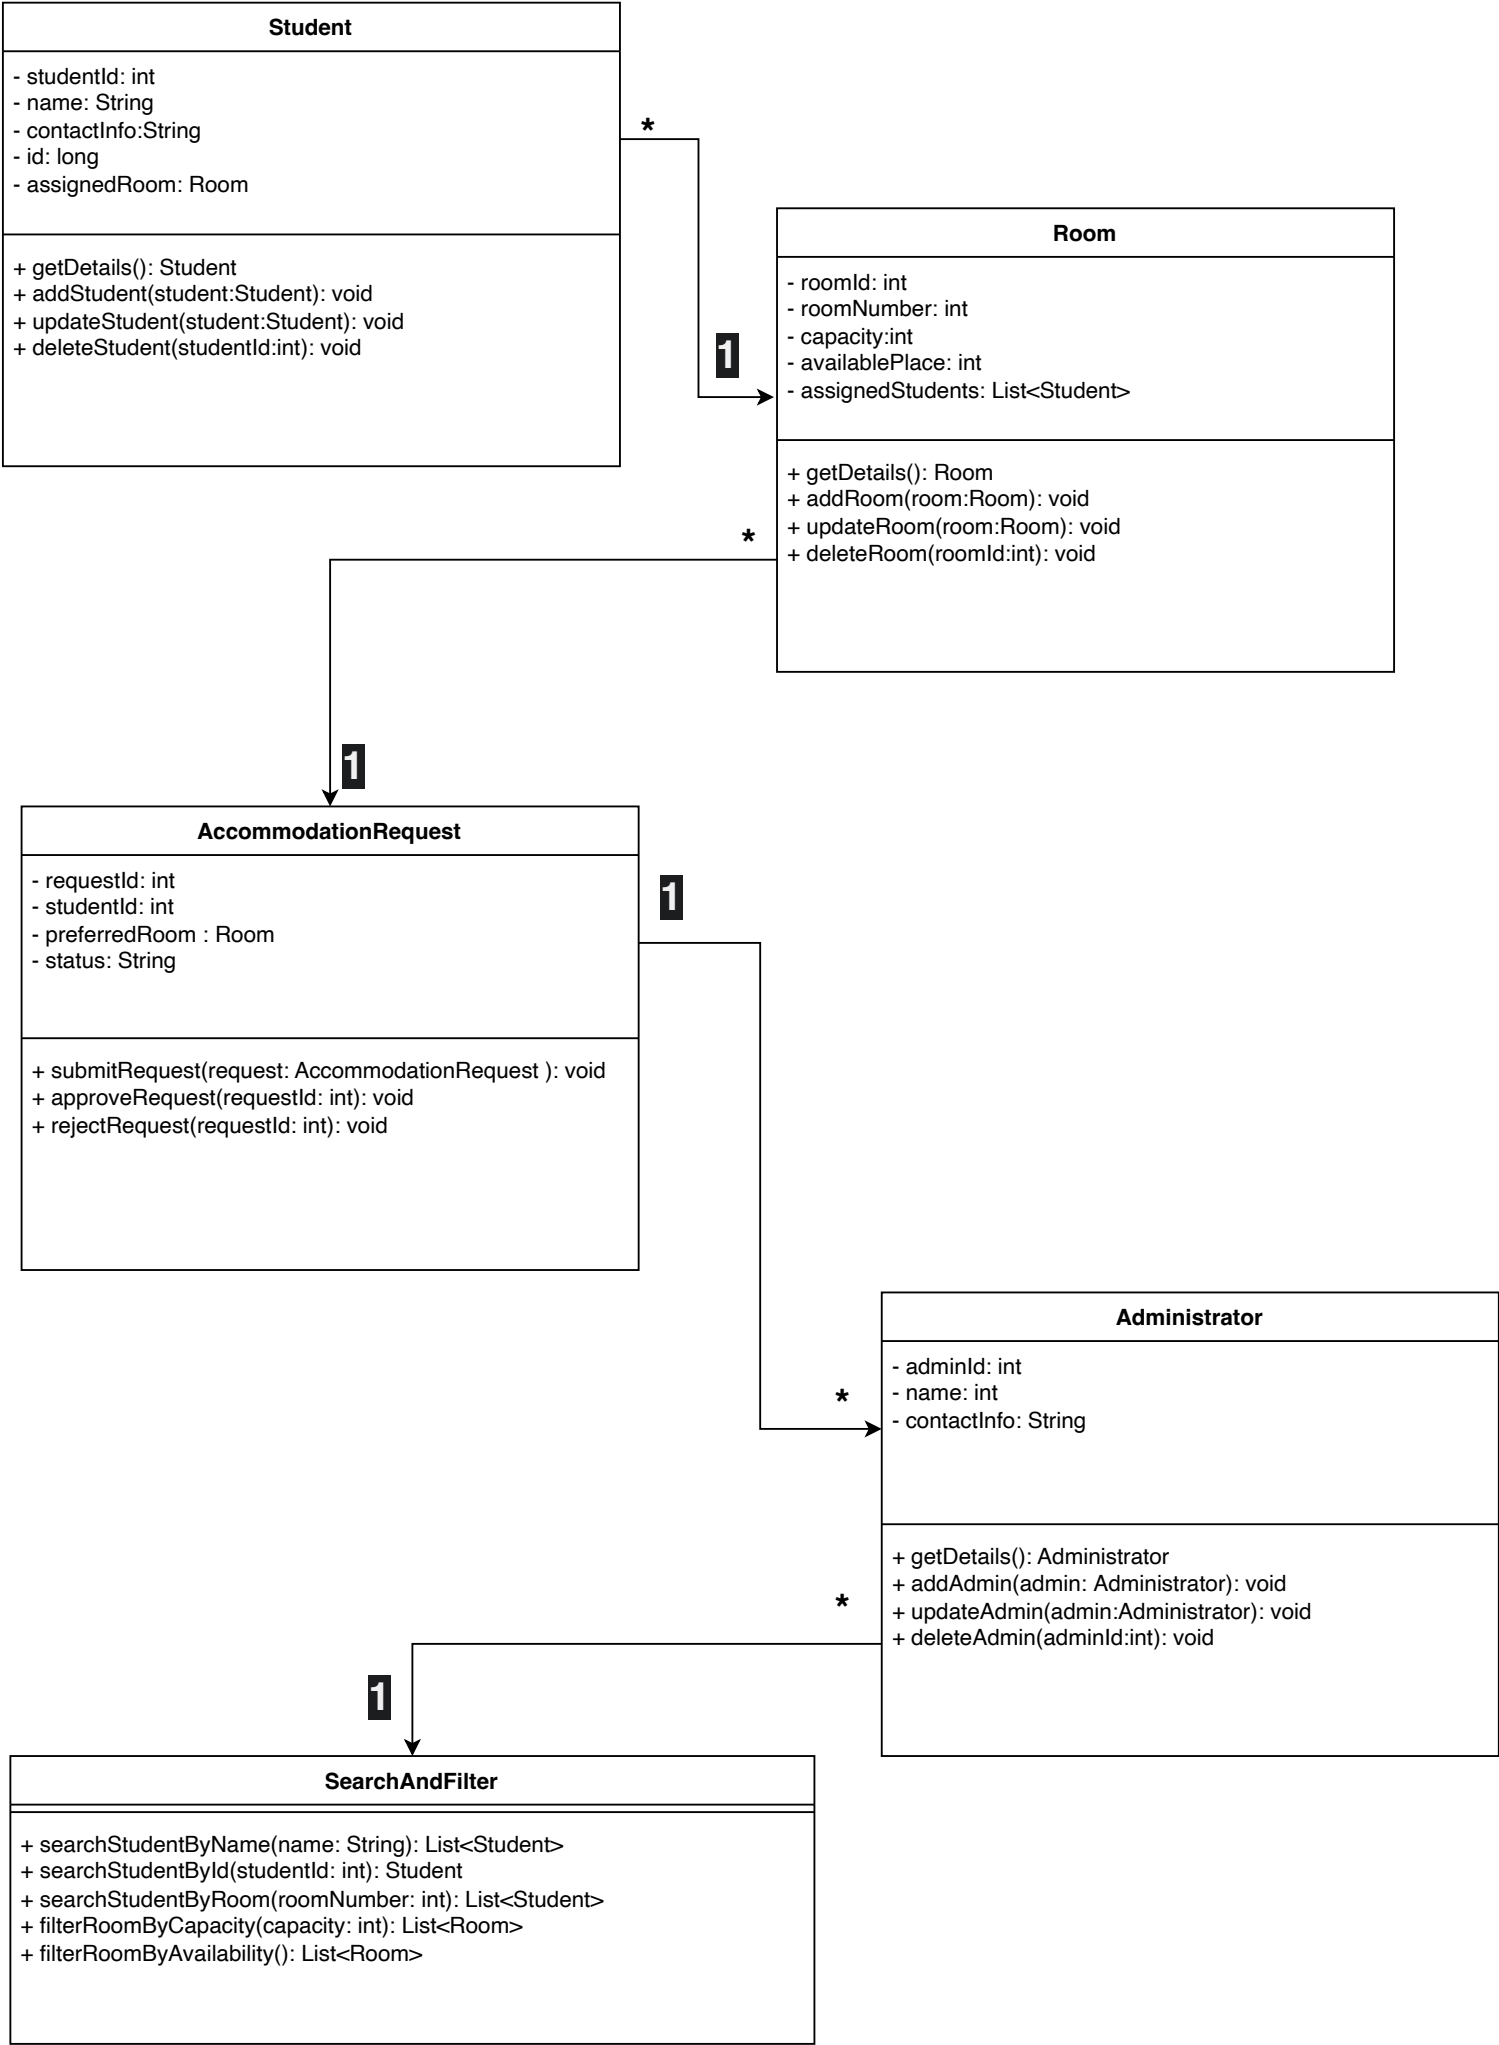 Student
- studentId: int
- name: String
- contactInfo:String
- id: long
- assignedRoom: Room
+ getDetails(): Student
+ addStudent(student:Student): void
+ updateStudent(student:Student): void
+ deleteStudent(studentId:int): void
*
1
Room
- roomId: int
- roomNumber: int
- capacity:int
- availablePlace: int
- assignedStudents: List<Student>
+ getDetails(): Room
+ addRoom(room:Room): void
+ updateRoom(room:Room): void
+ deleteRoom(roomId:int): void
*
1
AccommodationRequest
- requestId: int
- studentId: int
- preferredRoom : Room
- status: String
+ submitRequest(request: AccommodationRequest ): void
+ approveRequest(requestId: int): void
+ rejectRequest(requestId: int): void
1
*
Administrator
- adminId: int
- name: int
- contactInfo: String
+ getDetails(): Administrator
+ addAdmin(admin: Administrator): void
+ updateAdmin(admin:Administrator): void
+ deleteAdmin(adminId:int): void
*
1
SearchAndFilter
+ searchStudentByName(name: String): List<Student>
+ searchStudentById(studentId: int): Student
+ searchStudentByRoom(roomNumber: int): List<Student>
+ filterRoomByCapacity(capacity: int): List<Room>
+ filterRoomByAvailability(): List<Room>